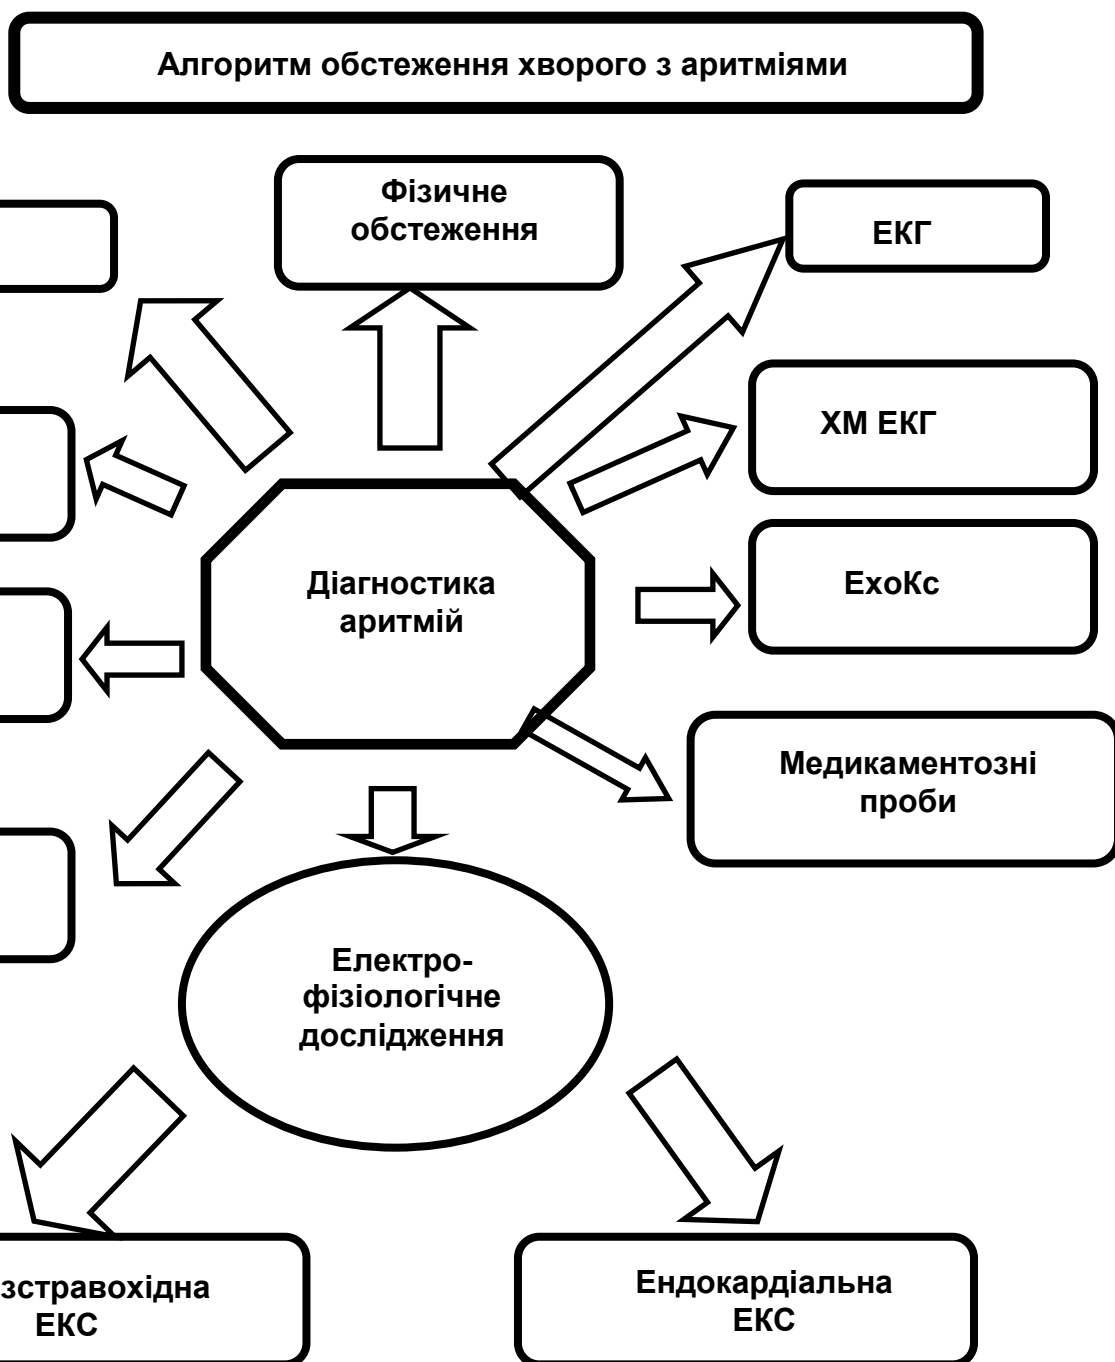 Алгоритм обстеження хворого з аритміями
Фізичне
обстеження
ЕКГ
ХМ ЕКГ
Діагностика
аритмій
ЕхоКс
Медикаментозні
проби
Електро-
фізіологічне
дослідження
зстравохідна
ЕКС
Ендокардіальна
ЕКС